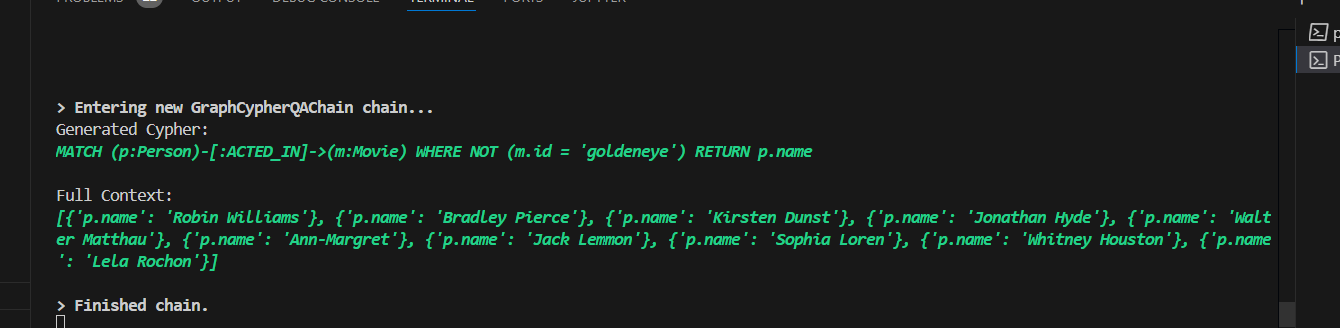 PROBLEMS OUTPUT DEBUG CONSOLE TERMINAL PORTS JUPYTER
> Entering new GraphCypherQAChain chain...
Generated Cypher:
MATCH (p:Person)-[:ACTED_IN]->(m:Movie) WHERE NOT (m.id = 'goldeneye') RETURN p.name
Full Context:
[{'p.name': 'Robin Williams'}, {'p.name': 'Bradley Pierce'}, {'p.name': 'Kirsten Dunst'}, {'p.name': 'Jonathan Hyde'}, {'p.name': 'Walt
er Matthau'}, {'p.name': 'Ann-Margret'}, {'p.name': 'Jack Lemmon'}, {'p.name': 'Sophia Loren'}, {'p.name': 'Whitney Houston'}, {'p.name
': 'Lela Rochon'}]
> Finished chain.